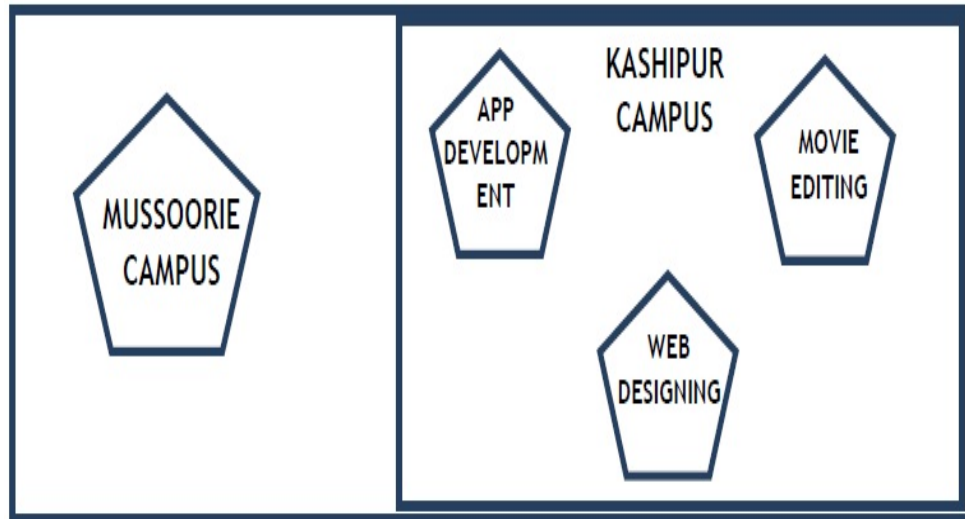 MUSSOORIE
CAMPUS
KASHIPUR
CAMPUS
APP
DEVELOPM
ENT
MOVIE
EDITING
WEB
DESIGNING